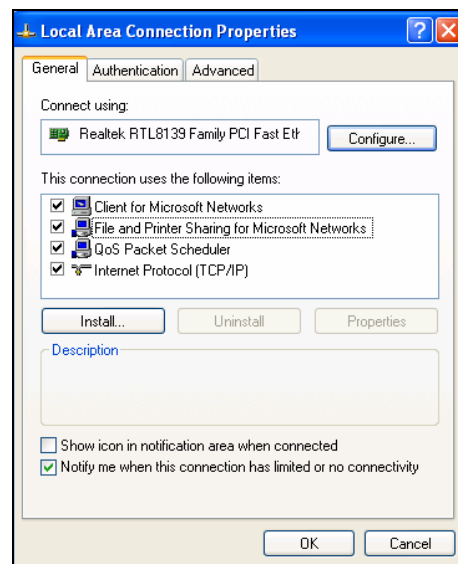 Local Area Connection Properties
General Authentication Advanced
Connect using:
Realtek RTL8139 Family PCI Fast Eth
Configure...
This connection uses the following items:
Client for Microsoft Networks
File and Printer Sharing for Microsoft Networks
QoS Packet Scheduler
Internet Protocol (TCP/IP)
Install... Uninstall Properties
Description
Show icon in notification area when connected
Notify me when this connection has limited or no connectivity
OK Cancel